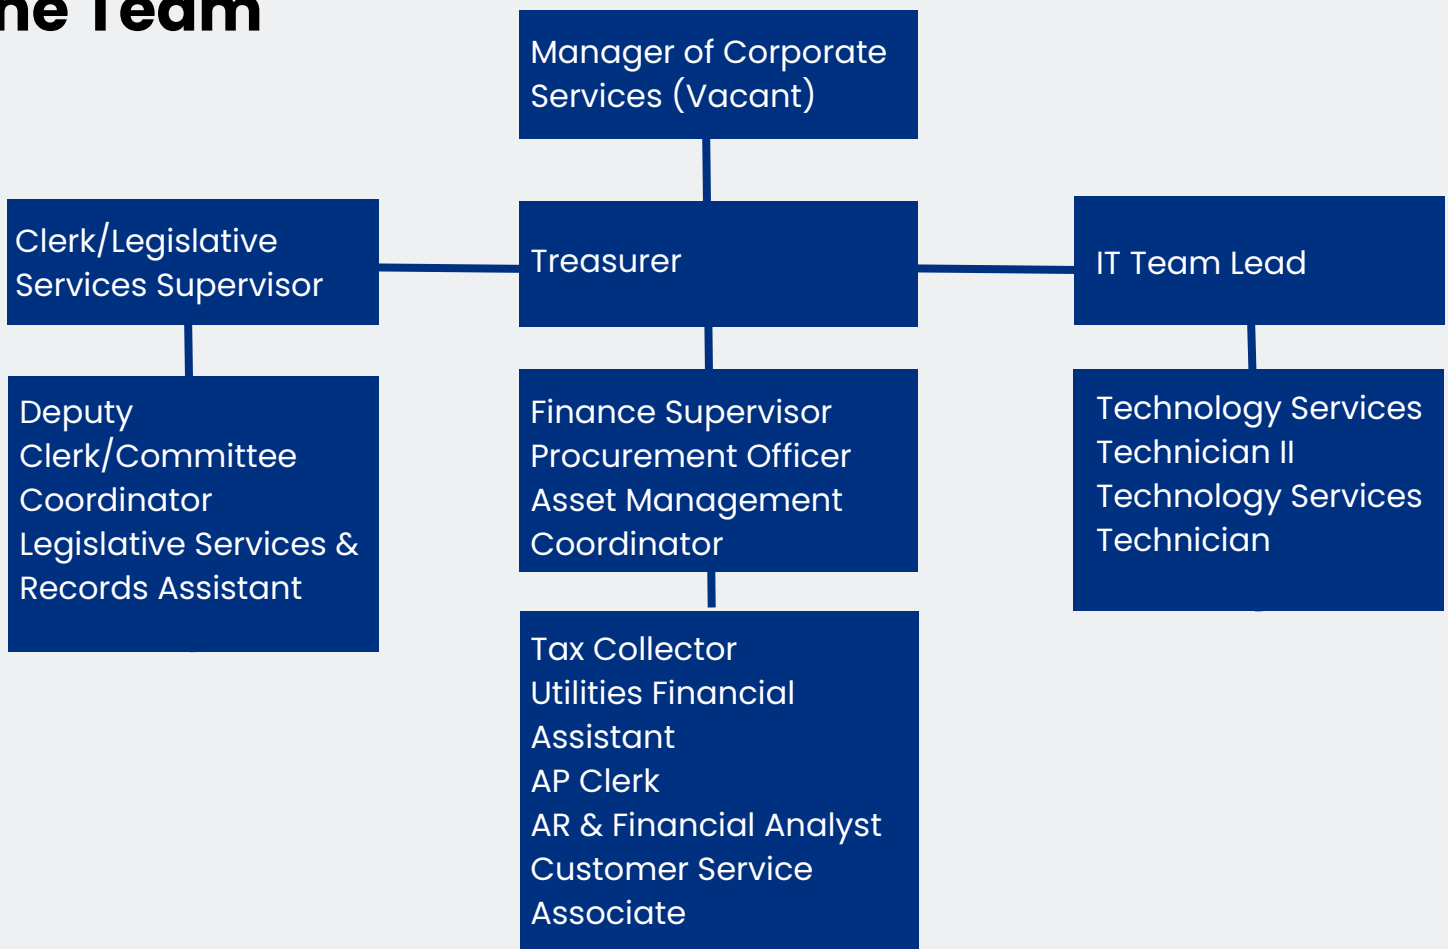 ne Team
Manager of Corporate
Services (Vacant)
Clerk/Legislative
Services Supervisor
Treasurer
IT Team Lead
Deputy
Clerk/Committee
Coordinator
Legislative Services &
Records Assistant
Finance Supervisor
Procurement Officer
Asset Management
Coordinator
Technology Services
Technician II
Technology Services
Technician
Tax Collector
Utilities Financial
Assistant
AP Clerk
AR & Financial Analyst
Customer Service
Associate